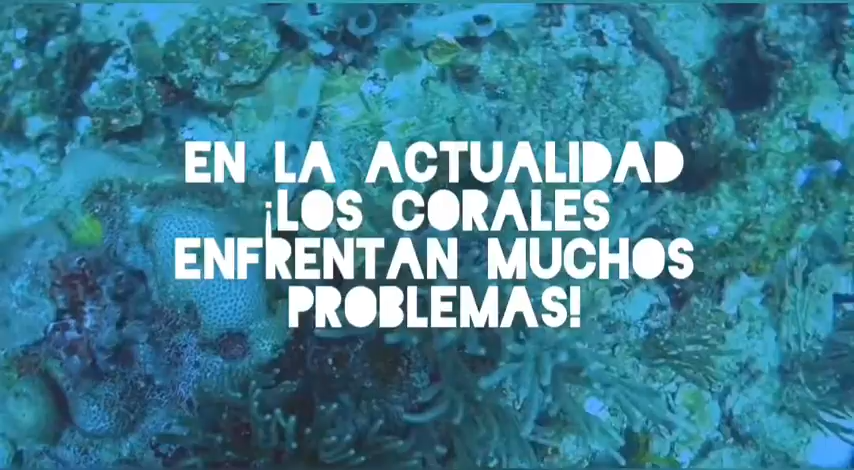 EN LA ACTUALIDAD
¡LOS CORALES
ENFRENTAN MUCHOS
PROBLEMAS!